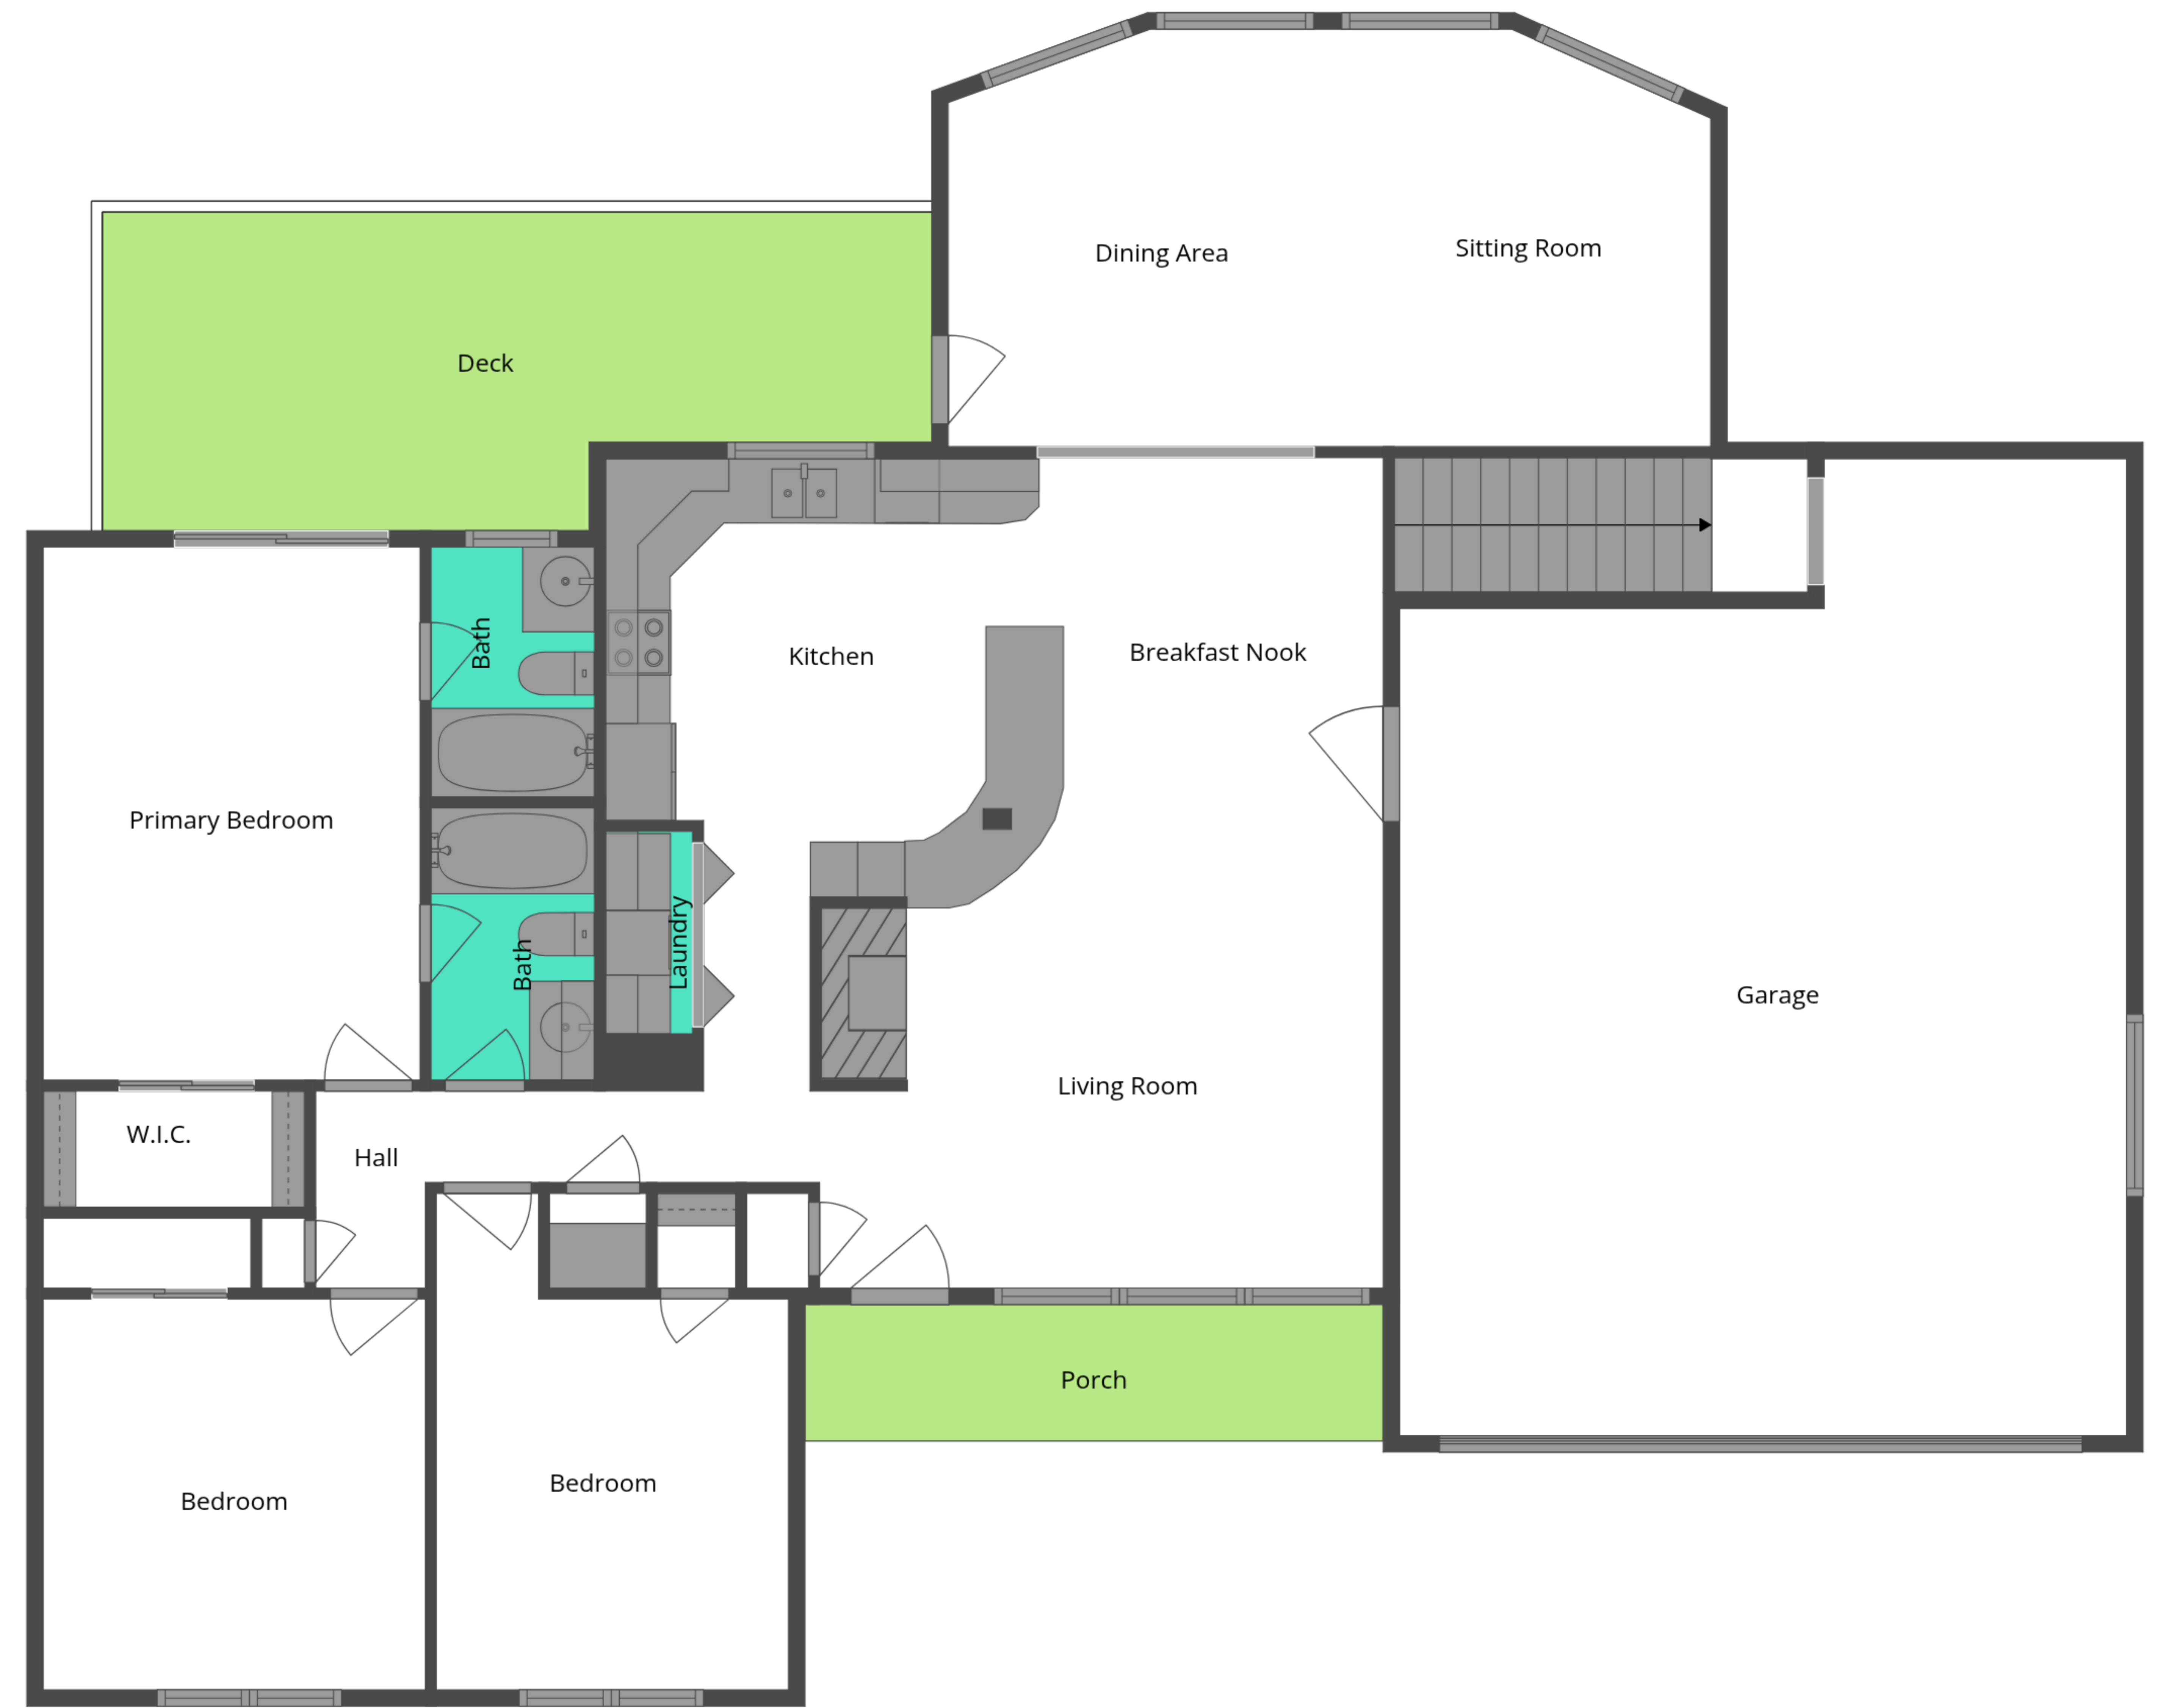 Dining Area
Sitting Room
Deck
Bath
Kitchen
Breakfast Nook
Primary Bedroom
Bath
Laundry
Garage
Living Room
W.I.C.
Hall
Porch
Bedroom
Bedroom